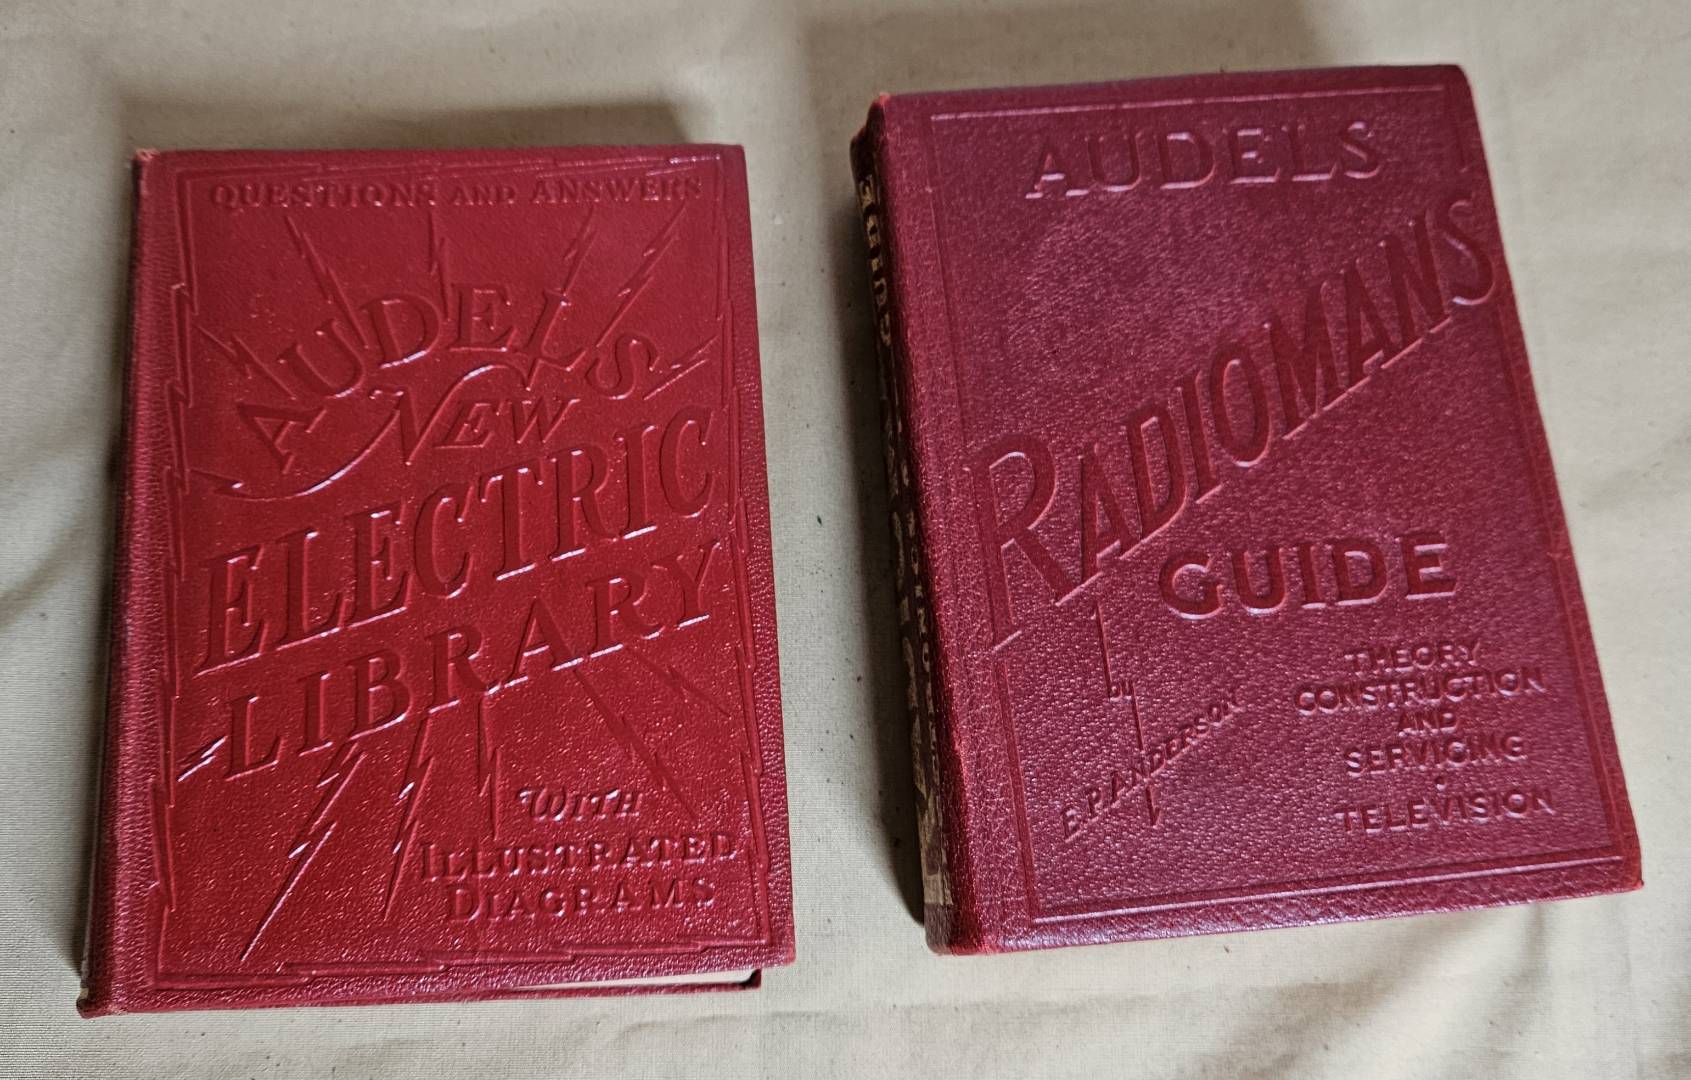 QUESTIONS AND ANSWERS
AUDELS
NEW
ELECTRIC
LIBRARY
WITH
ILLUSTRATED
DIAGRAMS
AUDELS
RADIOMANS
GUIDE
by
E.P. ANDERSON
THEORY
CONSTRUCTION
AND
SERVICING
•
TELEVISION